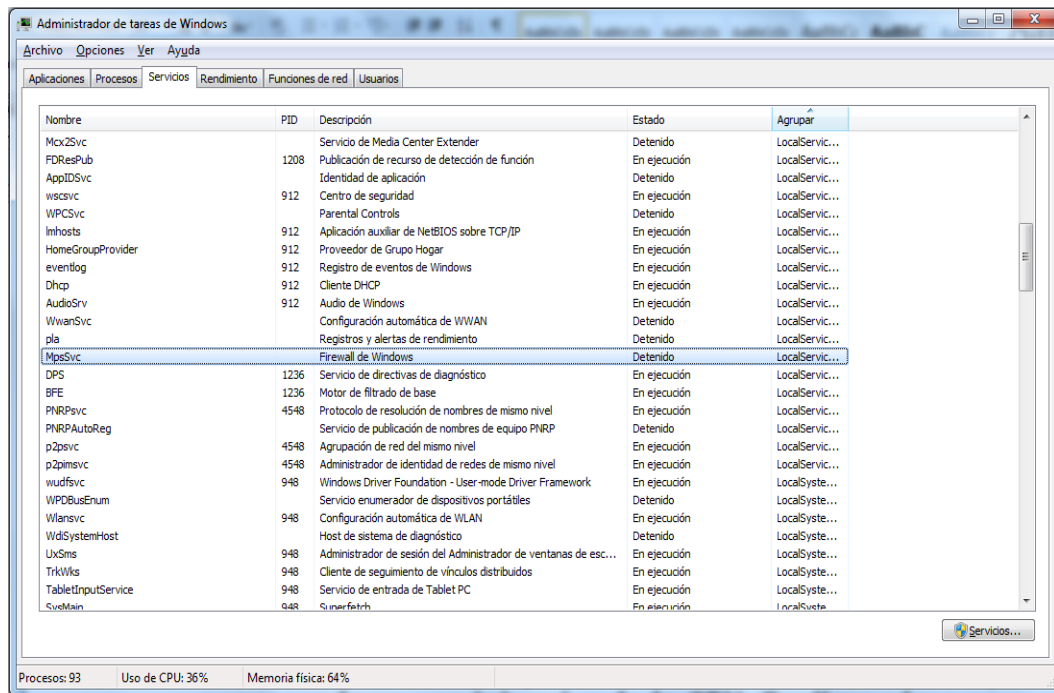 Administrador de tareas de Windows
Archivo Opciones Ver Ayuda
Aplicaciones Procesos Servicios Rendimiento Funciones de red Usuarios
Nombre PID Descripción Estado Agrupar
Mcx2Svc Servicio de Media Center Extender Detenido LocalServic...
FDResPub 1208 Publicación de recurso de detección de función En ejecución LocalServic...
AppIDSvc Identidad de aplicación Detenido LocalServic...
wscsvc 912 Centro de seguridad En ejecución LocalServic...
WPCSvc Parental Controls Detenido LocalServic...
lmhosts 912 Aplicación auxiliar de NetBIOS sobre TCP/IP En ejecución LocalServic...
HomeGroupProvider 912 Proveedor de Grupo Hogar En ejecución LocalServic...
eventlog 912 Registro de eventos de Windows En ejecución LocalServic...
Dhcp 912 Cliente DHCP En ejecución LocalServic...
AudioSrv 912 Audio de Windows En ejecución LocalServic...
WwanSvc Configuración automática de WWAN Detenido LocalServic...
pla Registros y alertas de rendimiento Detenido LocalServic...
MpsSvc Firewall de Windows Detenido LocalServic...
DPS 1236 Servicio de directivas de diagnóstico En ejecución LocalServic...
BFE 1236 Motor de filtrado de base En ejecución LocalServic...
PNRPsvc 4548 Protocolo de resolución de nombres de mismo nivel En ejecución LocalServic...
PNRPAutoReg Servicio de publicación de nombres de equipo PNRP Detenido LocalServic...
p2psvc 4548 Agrupación de red del mismo nivel En ejecución LocalServic...
p2pimsvc 4548 Administrador de identidad de redes de mismo nivel En ejecución LocalServic...
wudfsvc 948 Windows Driver Foundation - User-mode Driver Framework En ejecución LocalSyste...
WPDBusEnum Servicio enumerador de dispositivos portátiles Detenido LocalSyste...
Wlansvc 948 Configuración automática de WLAN En ejecución LocalSyste...
WdiSystemHost Host de sistema de diagnóstico Detenido LocalSyste...
UxSms 948 Administrador de sesión del Administrador de ventanas de esc... En ejecución LocalSyste...
TrkWks 948 Cliente de seguimiento de vínculos distribuidos En ejecución LocalSyste...
TabletInputService 948 Servicio de entrada de Tablet PC En ejecución LocalSyste...
SysMain 948 Superfetch En ejecución LocalSyste...
Servicios...
Procesos: 93 Uso de CPU: 36% Memoria física: 64%